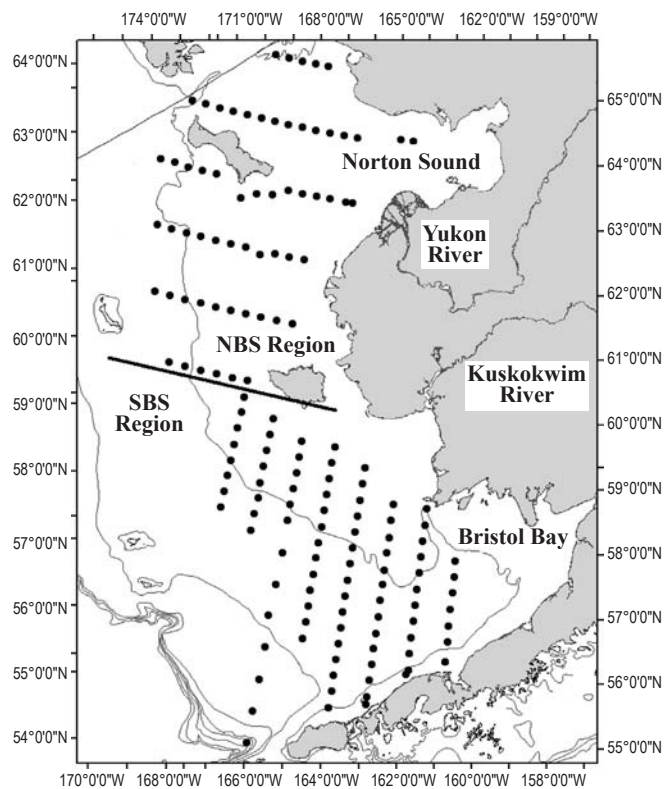 174°0'0"W 171°0'0"W 168°0'0"W 165°0'0"W 162°0'0"W 159°0'0"W
64°0'0"N
65°0'0"N
63°0'0"N
Norton Sound
64°0'0"N
62°0'0"N
63°0'0"N
Yukon
River
61°0'0"N
62°0'0"N
60°0'0"N
NBS Region
61°0'0"N
Kuskokwim
River
59°0'0"N
SBS
Region
60°0'0"N
58°0'0"N
59°0'0"N
Bristol Bay
57°0'0"N
58°0'0"N
56°0'0"N
57°0'0"N
55°0'0"N
56°0'0"N
54°0'0"N
55°0'0"N
170°0'0"W 168°0'0"W 166°0'0"W 164°0'0"W 162°0'0"W 160°0'0"W 158°0'0"W